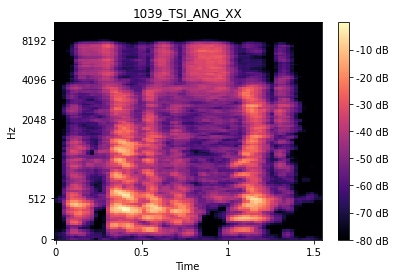 1039_TSI_ANG_XX
8192
4096
2048
1024
512
0
Hz
0
0.5
1
1.5
Time
-10 dB
-20 dB
-30 dB
-40 dB
-50 dB
-60 dB
-70 dB
-80 dB